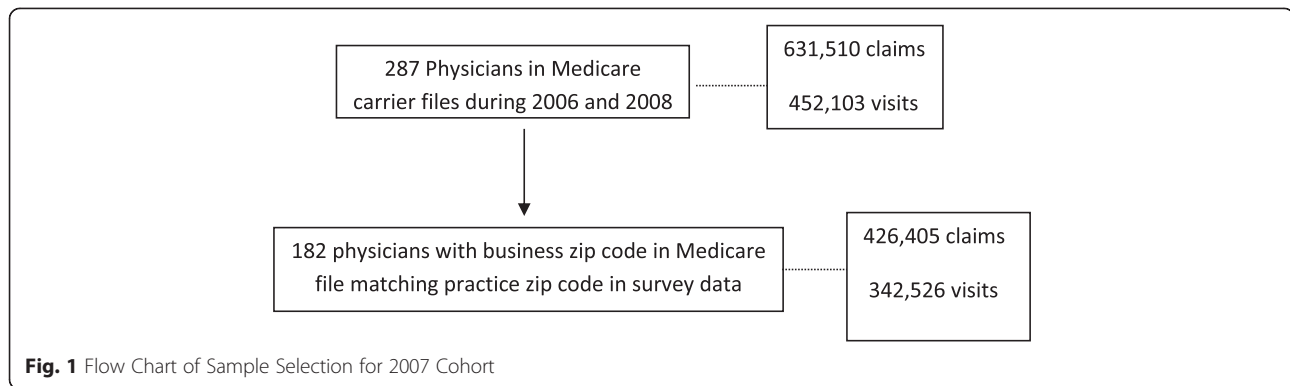 287 Physicians in Medicare
carrier files during 2006 and 2008
631,510 claims
452,103 visits
182 physicians with business zip code in Medicare
file matching practice zip code in survey data
426,405 claims
342,526 visits
Fig. 1 Flow Chart of Sample Selection for 2007 Cohort